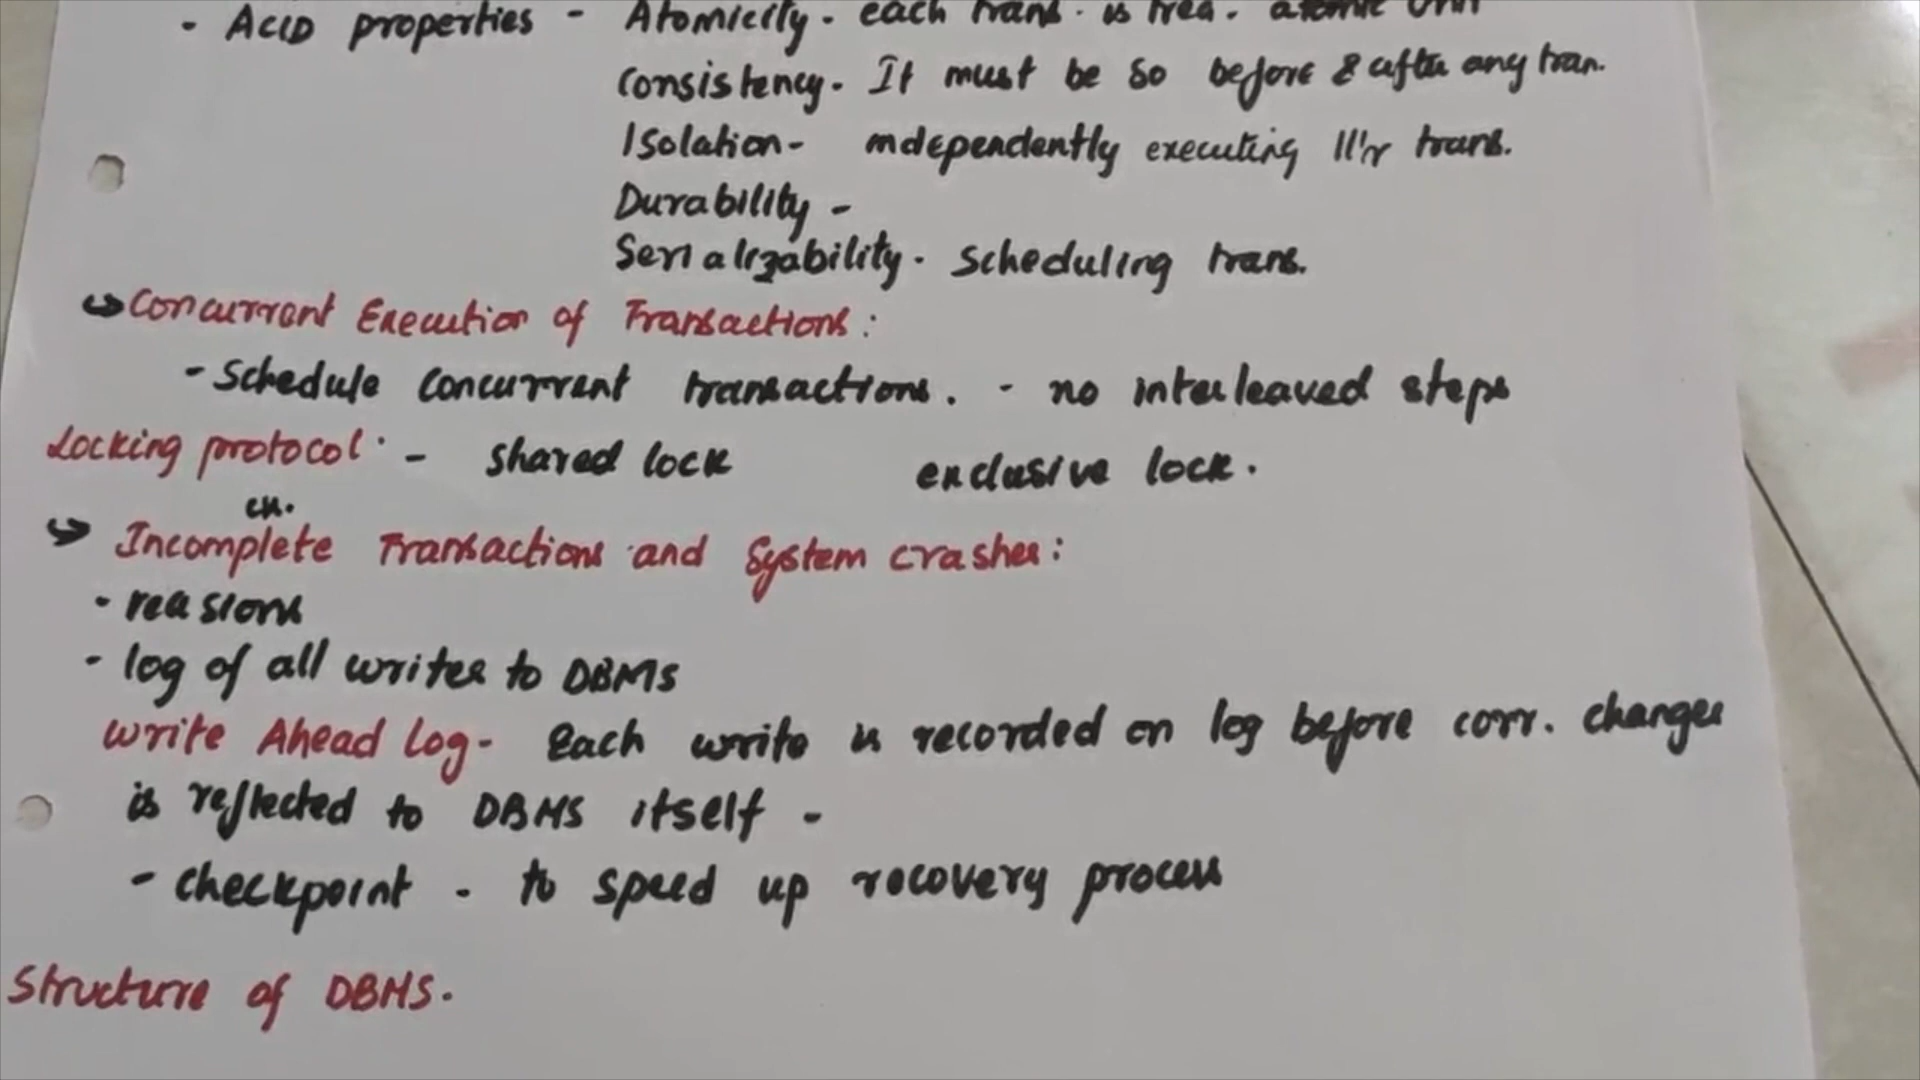 - ACID properties - Atomicity. each trans. is trea. atomic unit
Consistency. It must be so before & after any tran.
Isolation- independently executing ll'r trans.
Durability -
Serializability. Scheduling trans.
↪ Concurrent Execution of Transactions:
- Schedule concurrent transactions. - no interleaved steps
Locking protocol. - shared lock exclusive lock.
ex.
↪ Incomplete Transactions and System crashes:
- reasions
- log of all writes to DBMS
Write Ahead Log- Each write is recorded on log before corr. changes
is reflected to DBMS itself -
- checkpoint - to speed up recovery process
Structure of DBMS.